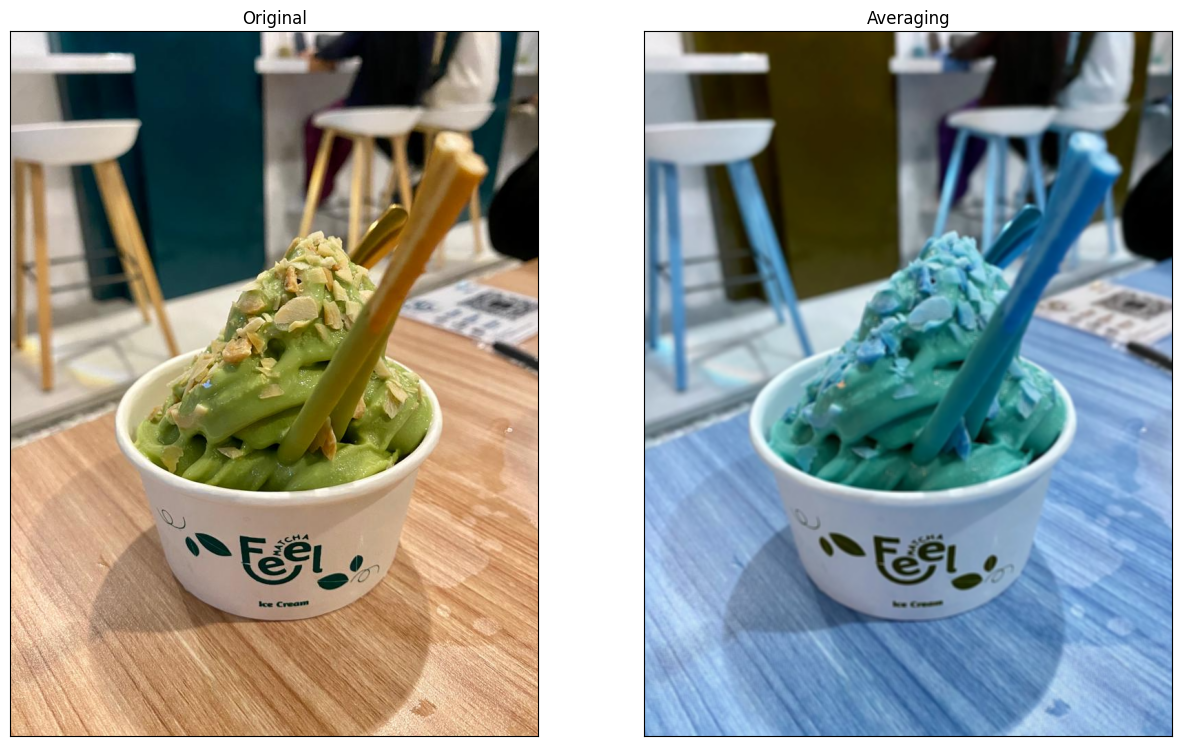 Original
Averaging
Feel
MATCHA
Ice Cream
Feel
MATCHA
Ice Cream